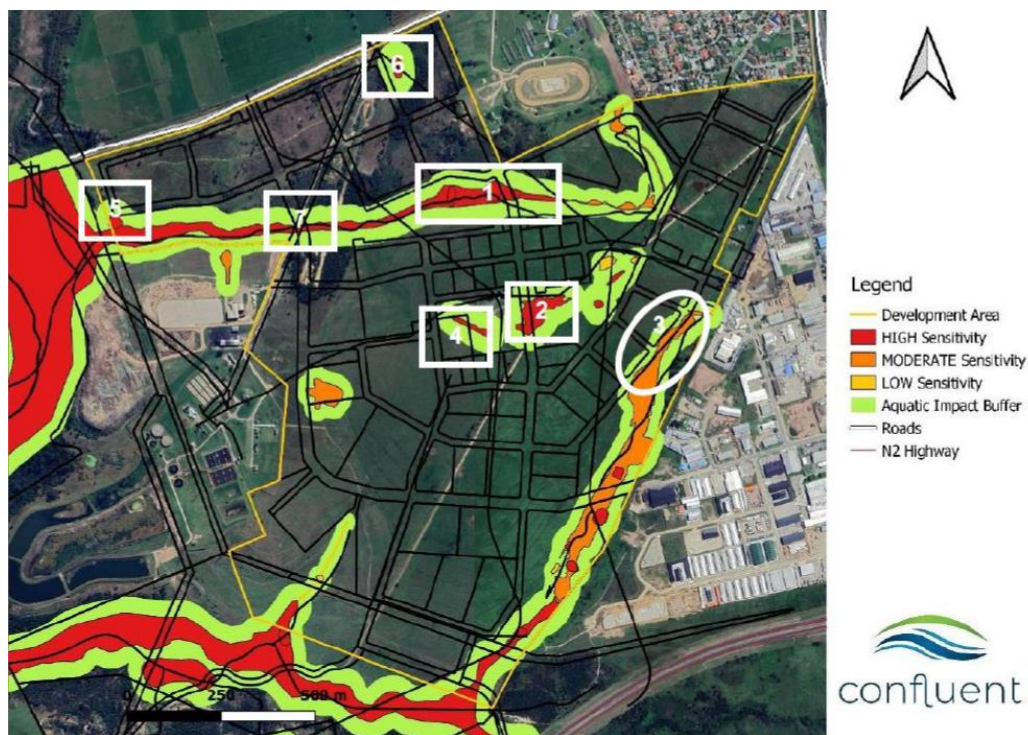 6
5
7
1
2
4
3
0 250 500 m
Legend
Development Area
HIGH Sensitivity
MODERATE Sensitivity
LOW Sensitivity
Aquatic Impact Buffer
Roads
N2 Highway
confluent